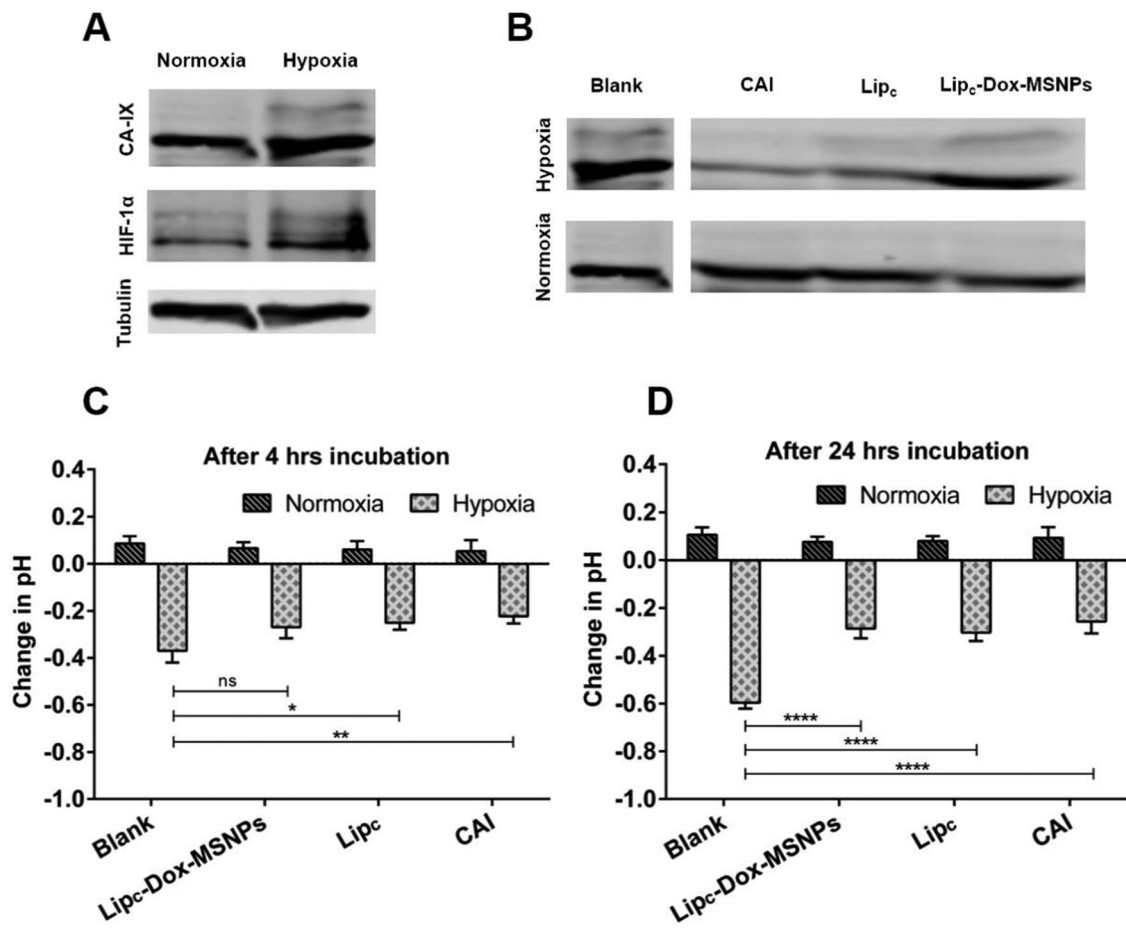 A
Normoxia Hypoxia
CA-IX
HIF-1α
Tubulin
B
Blank CAI Lipc Lipc-Dox-MSNPs
Hypoxia
Normoxia
C
After 4 hrs incubation
Normoxia Hypoxia
Change in pH
0.4
0.2
0.0
-0.2
-0.4
-0.6
-0.8
-1.0
ns
*
**
Blank
Lipc-Dox-MSNPs
Lipc
CAI
D
After 24 hrs incubation
Normoxia Hypoxia
Change in pH
0.4
0.2
0.0
-0.2
-0.4
-0.6
-0.8
-1.0
****
****
****
Blank
Lipc-Dox-MSNPs
Lipc
CAI